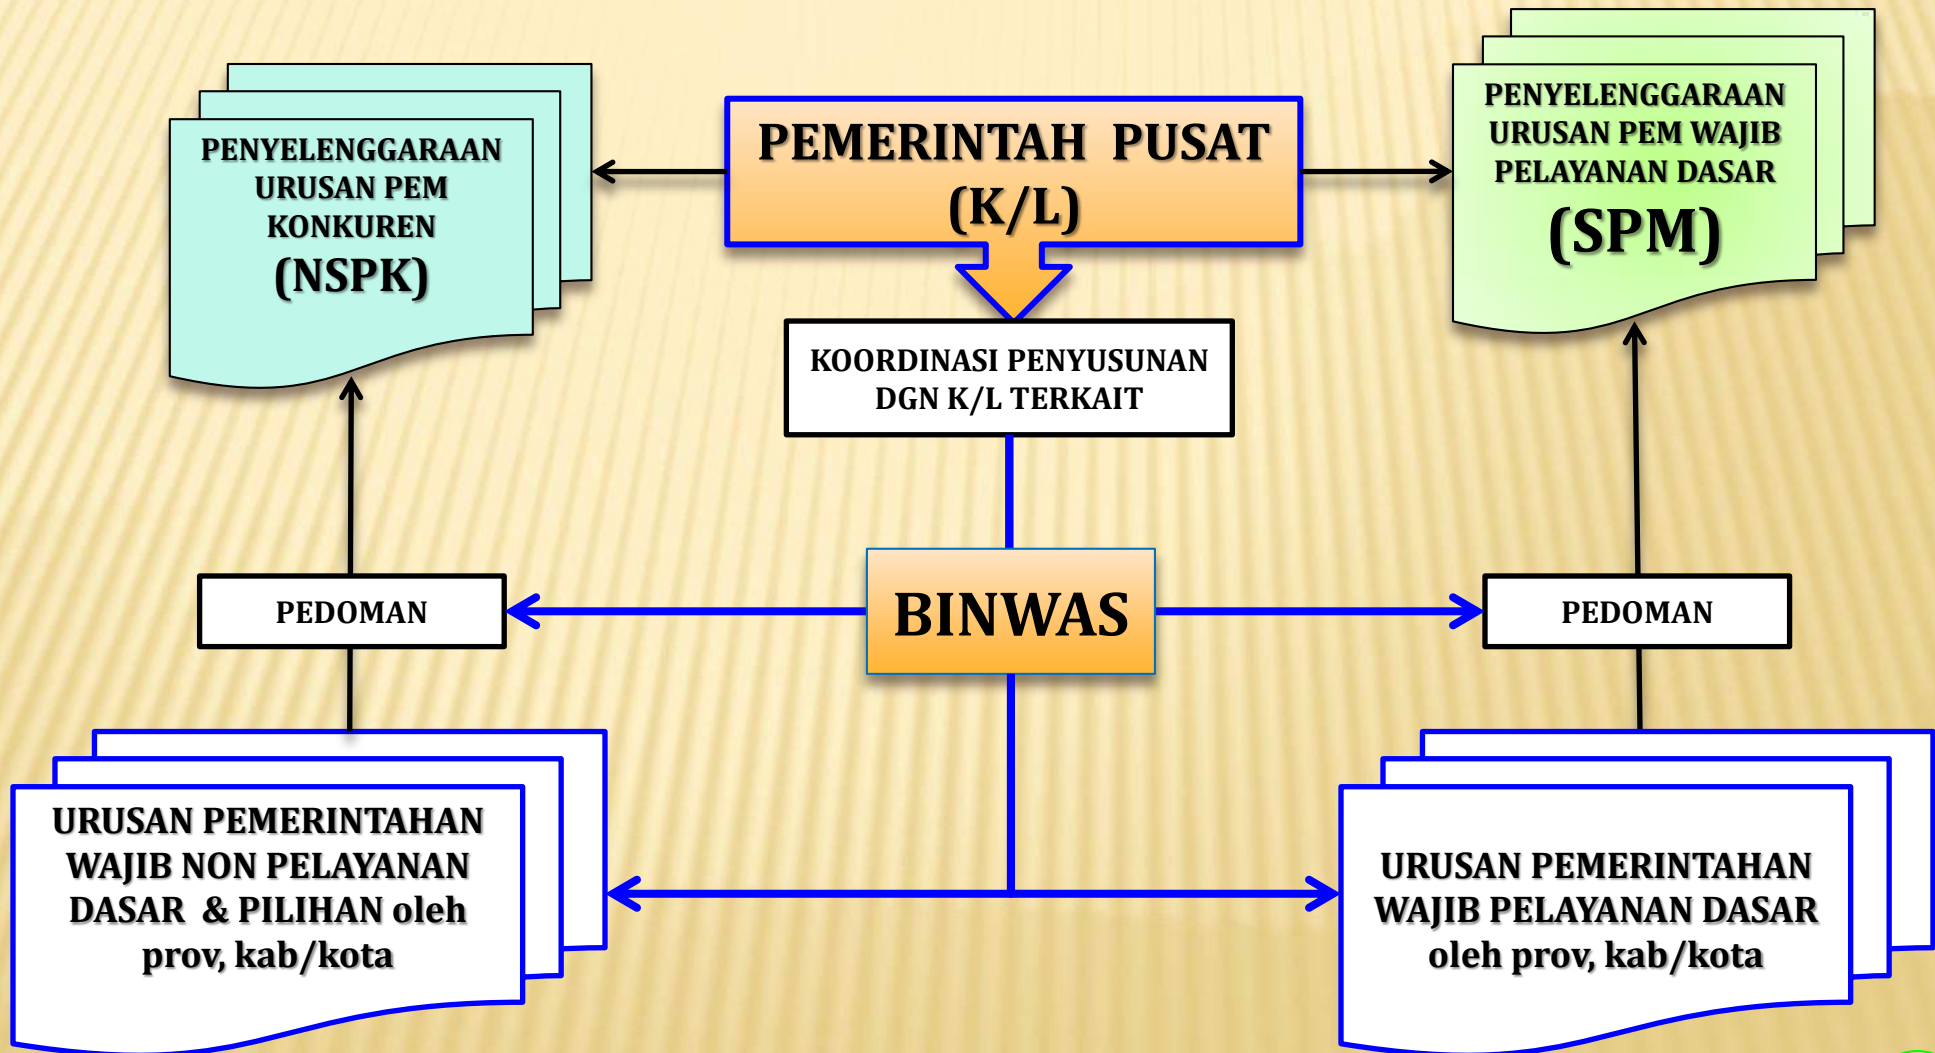 PENYELENGGARAAN
URUSAN PEM
KONKUREN
(NSPK)
PEMERINTAH PUSAT
(K/L)
PENYELENGGARAAN
URUSAN PEM WAJIB
PELAYANAN DASAR
(SPM)
KOORDINASI PENYUSUNAN
DGN K/L TERKAIT
PEDOMAN
BINWAS
PEDOMAN
URUSAN PEMERINTAHAN
WAJIB NON PELAYANAN
DASAR & PILIHAN oleh
prov, kab/kota
URUSAN PEMERINTAHAN
WAJIB PELAYANAN DASAR
oleh prov, kab/kota